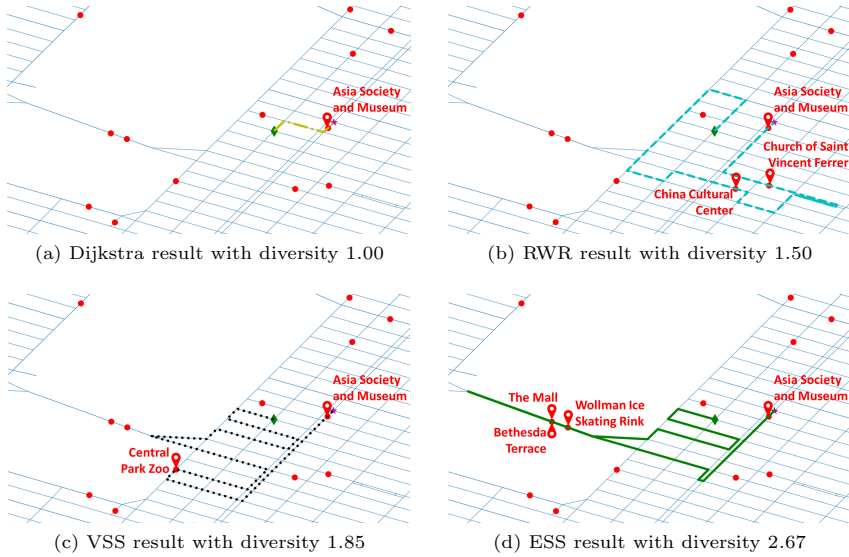 Asia Society
and Museum
(a) Dijkstra result with diversity 1.00
Asia Society
and Museum
Church of Saint
Vincent Ferrer
China Cultural
Center
(b) RWR result with diversity 1.50
Asia Society
and Museum
Central
Park Zoo
(c) VSS result with diversity 1.85
The Mall
Wollman Ice
Skating Rink
Bethesda
Terrace
Asia Society
and Museum
(d) ESS result with diversity 2.67